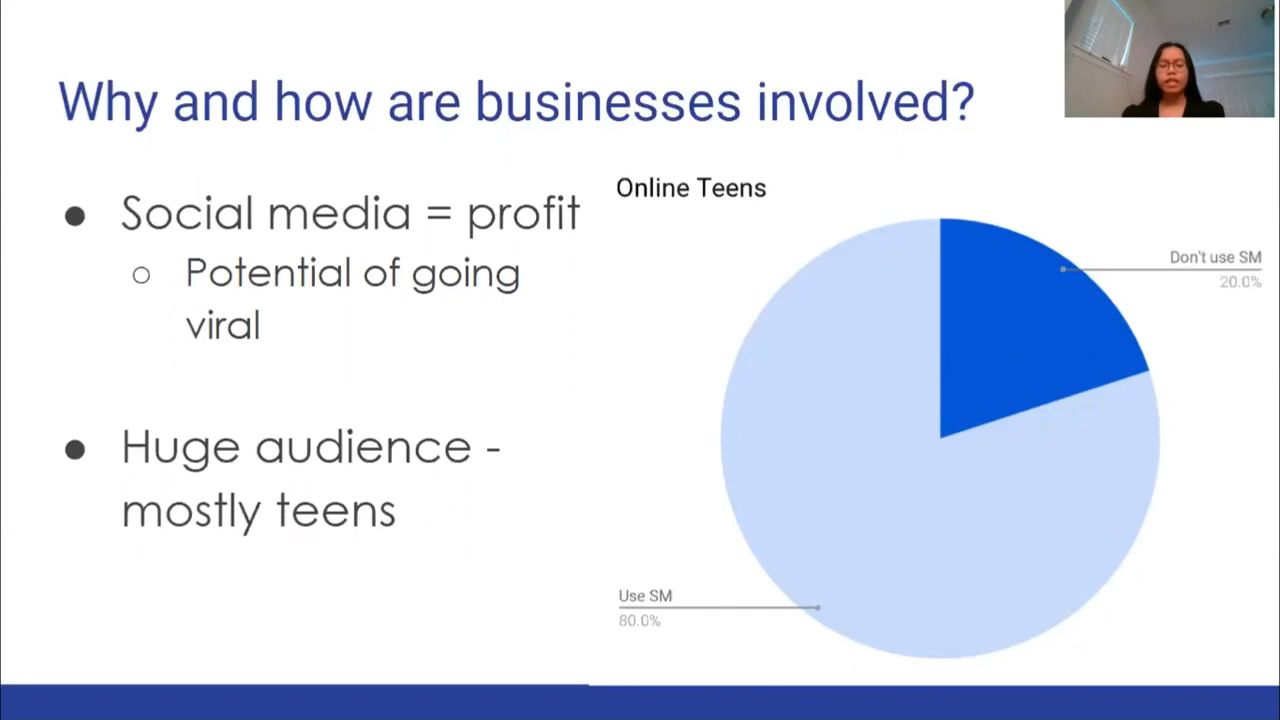 Why and how are businesses involved?
● Social media = profit
○ Potential of going
viral
● Huge audience -
mostly teens
Online Teens
Don't use SM
20.0%
Use SM
80.0%